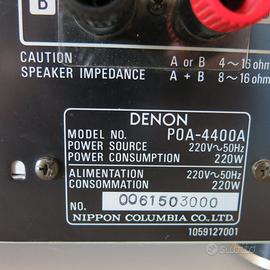 B
CAUTION A or B 4~16 ohm
SPEAKER IMPEDANCE A + B 8~16 ohm
DENON
MODEL NO. POA-4400A
POWER SOURCE 220V~50Hz
POWER CONSUMPTION 220W
ALIMENTATION 220V~50Hz
CONSOMMATION 220W
NO. 0061503000
NIPPON COLUMBIA CO., LTD.
1059127001
subito